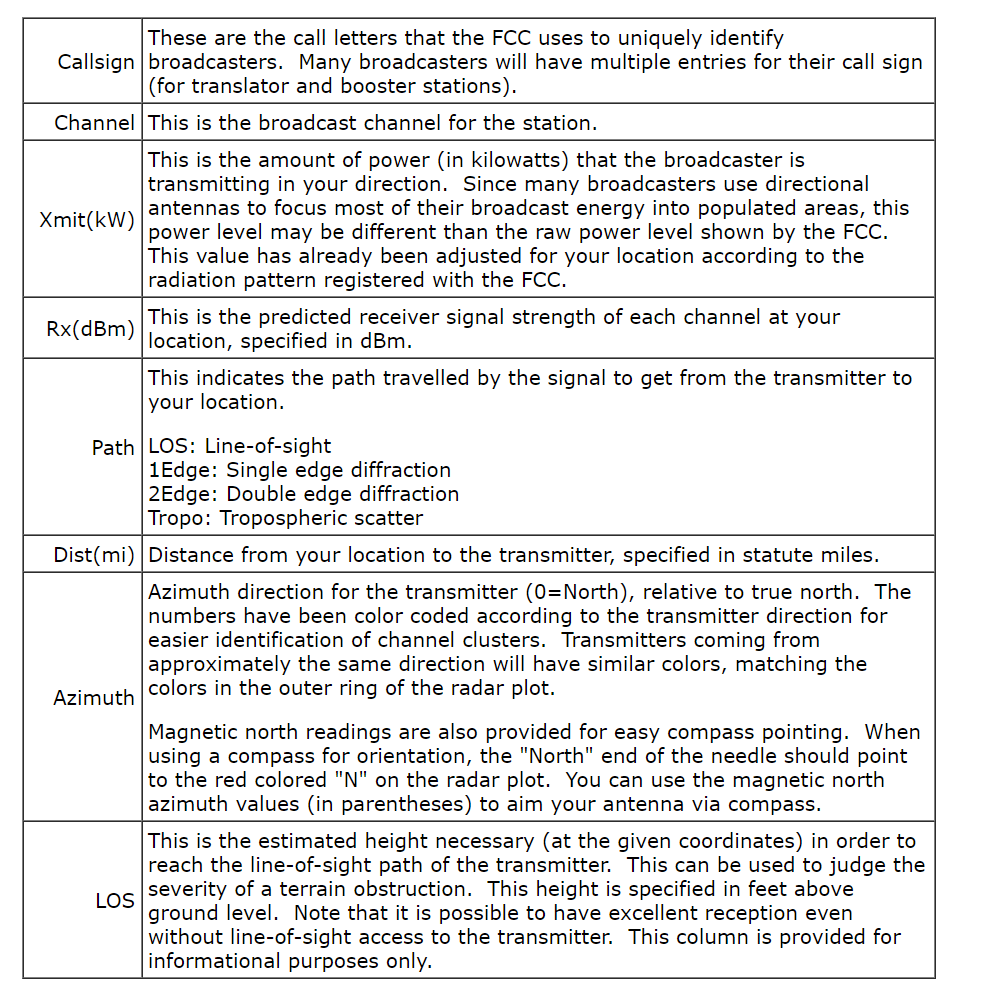 Callsign
These are the call letters that the FCC uses to uniquely identify
broadcasters.  Many broadcasters will have multiple entries for their call sign
(for translator and booster stations).
Channel
This is the broadcast channel for the station.
Xmit(kW)
This is the amount of power (in kilowatts) that the broadcaster is
transmitting in your direction.  Since many broadcasters use directional
antennas to focus most of their broadcast energy into populated areas, this
power level may be different than the raw power level shown by the FCC.
This value has already been adjusted for your location according to the
radiation pattern registered with the FCC.
Rx(dBm)
This is the predicted receiver signal strength of each channel at your
location, specified in dBm.
Path
This indicates the path travelled by the signal to get from the transmitter to
your location.
LOS: Line-of-sight
1Edge: Single edge diffraction
2Edge: Double edge diffraction
Tropo: Tropospheric scatter
Dist(mi)
Distance from your location to the transmitter, specified in statute miles.
Azimuth
Azimuth direction for the transmitter (0=North), relative to true north.  The
numbers have been color coded according to the transmitter direction for
easier identification of channel clusters.  Transmitters coming from
approximately the same direction will have similar colors, matching the
colors in the outer ring of the radar plot.
Magnetic north readings are also provided for easy compass pointing.  When
using a compass for orientation, the "North" end of the needle should point
to the red colored "N" on the radar plot.  You can use the magnetic north
azimuth values (in parentheses) to aim your antenna via compass.
LOS
This is the estimated height necessary (at the given coordinates) in order to
reach the line-of-sight path of the transmitter.  This can be used to judge the
severity of a terrain obstruction.  This height is specified in feet above
ground level.  Note that it is possible to have excellent reception even
without line-of-sight access to the transmitter.  This column is provided for
informational purposes only.